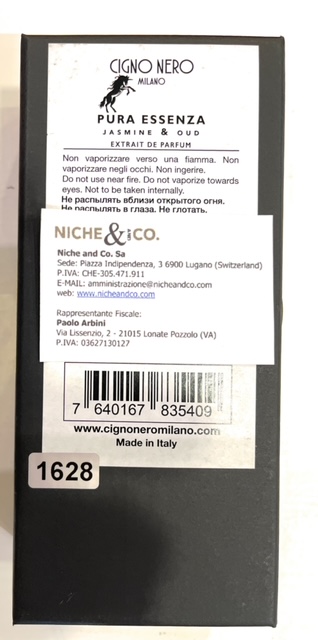 CIGNO NERO
MILANO
PURA ESSENZA
JASMINE & OUD
EXTRAIT DE PARFUM
Non vaporizzare verso una fiamma. Non
vaporizzare negli occhi. Non ingerire.
Do not use near fire. Do not vaporize towards
eyes. Not to be taken internally.
Не распылять вблизи открытого огня.
Не распылять в глаза. Не глотать.
NICHE & CO.
Niche and Co. Sa
Sede: Piazza Indipendenza, 3 6900 Lugano (Switzerland)
P.IVA: CHE-305.471.911
E-MAIL: amministrazione@nicheandco.com
web: www.nicheandco.com
Rappresentante Fiscale:
Paolo Arbini
Via Lissenzio, 2 - 21015 Lonate Pozzolo (VA)
P.IVA: 03627130127
7 640167 835409
www.cignoneromilano.com
Made in Italy
1628